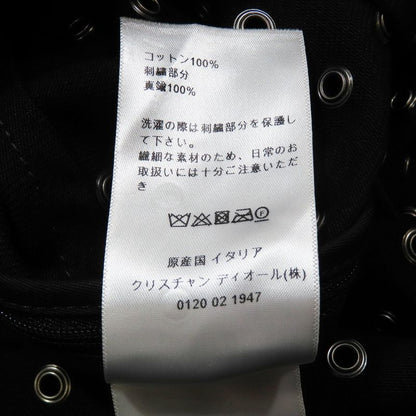 コットン100%
刺繍部分
真鍮100%
洗濯の際は刺繍部分を保護し
て下さい。
繊細な素材のため、日常のお
取扱いには十分ご注意いただ
き
原産国 イタリア
クリスチャン ディオール(株)
0120 02 1947